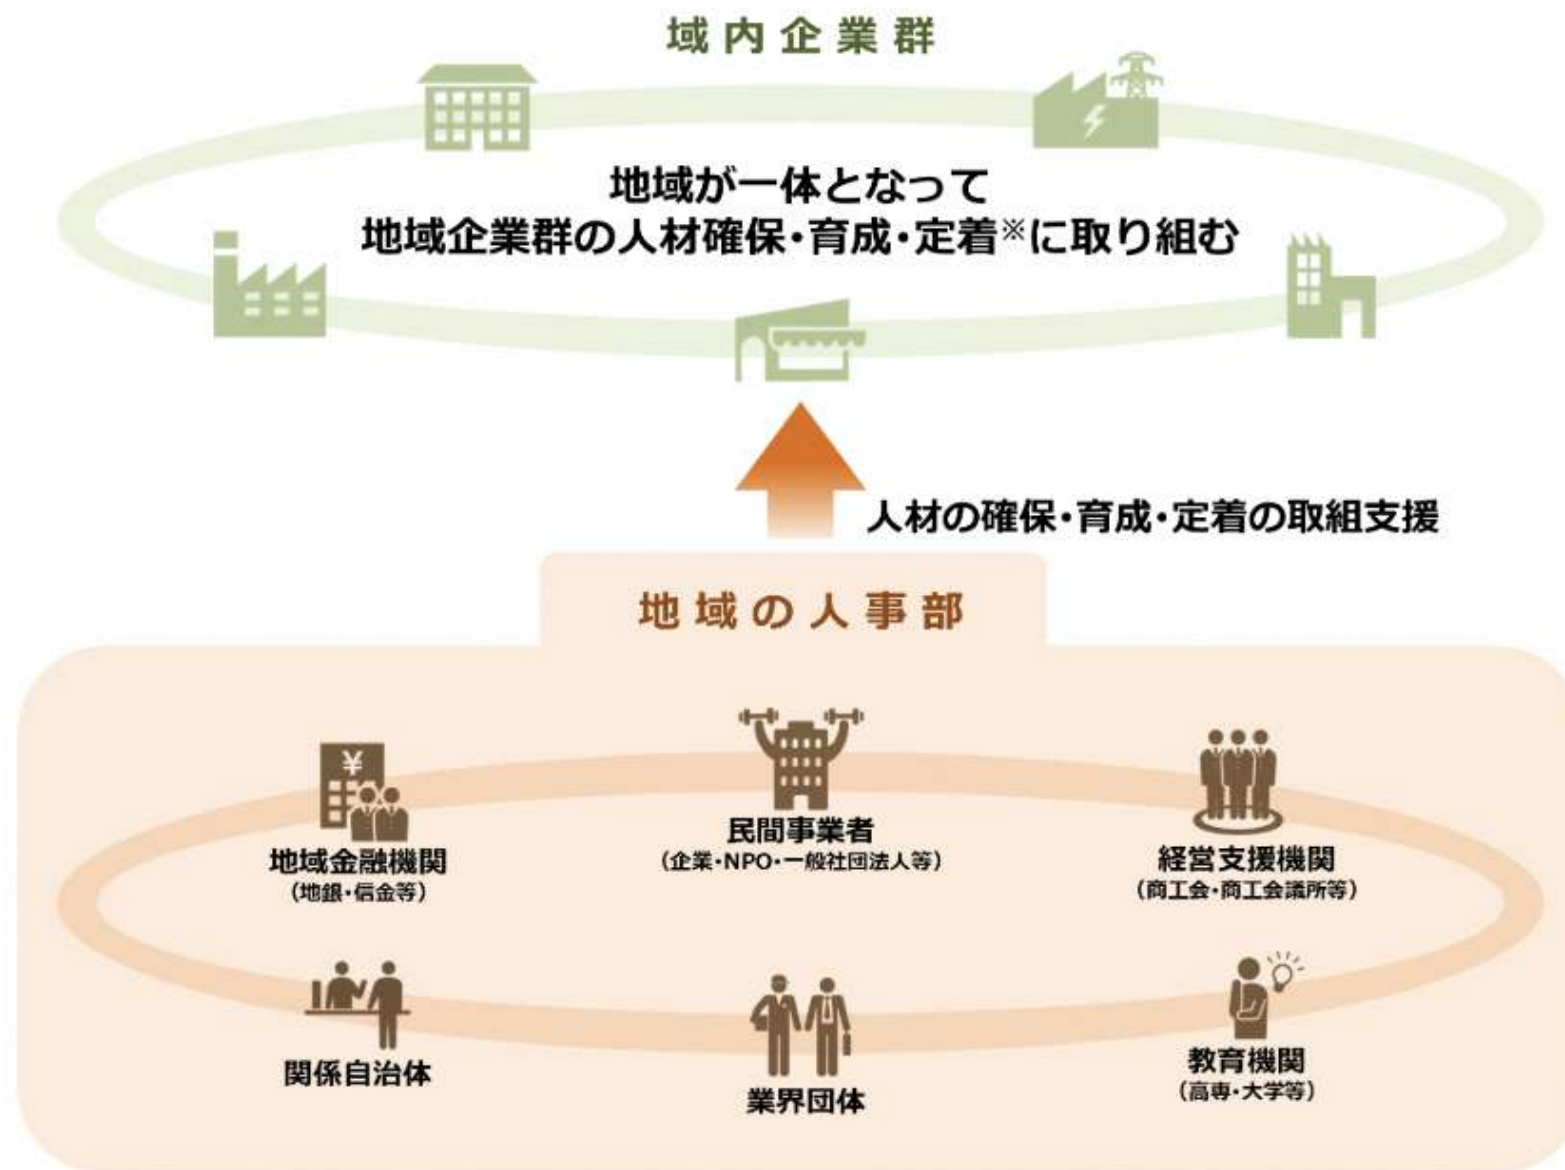 域内企業群
地域が一体となって
地域企業群の人材確保・育成・定着※に取り組む
人材の確保・育成・定着の取組支援
地域の人事部
¥
民間事業者
（企業・NPO・一般社団法人等）
地域金融機関
（地銀・信金等）
経営支援機関
（商工会・商工会議所等）
関係自治体
業界団体
教育機関
（高専・大学等）